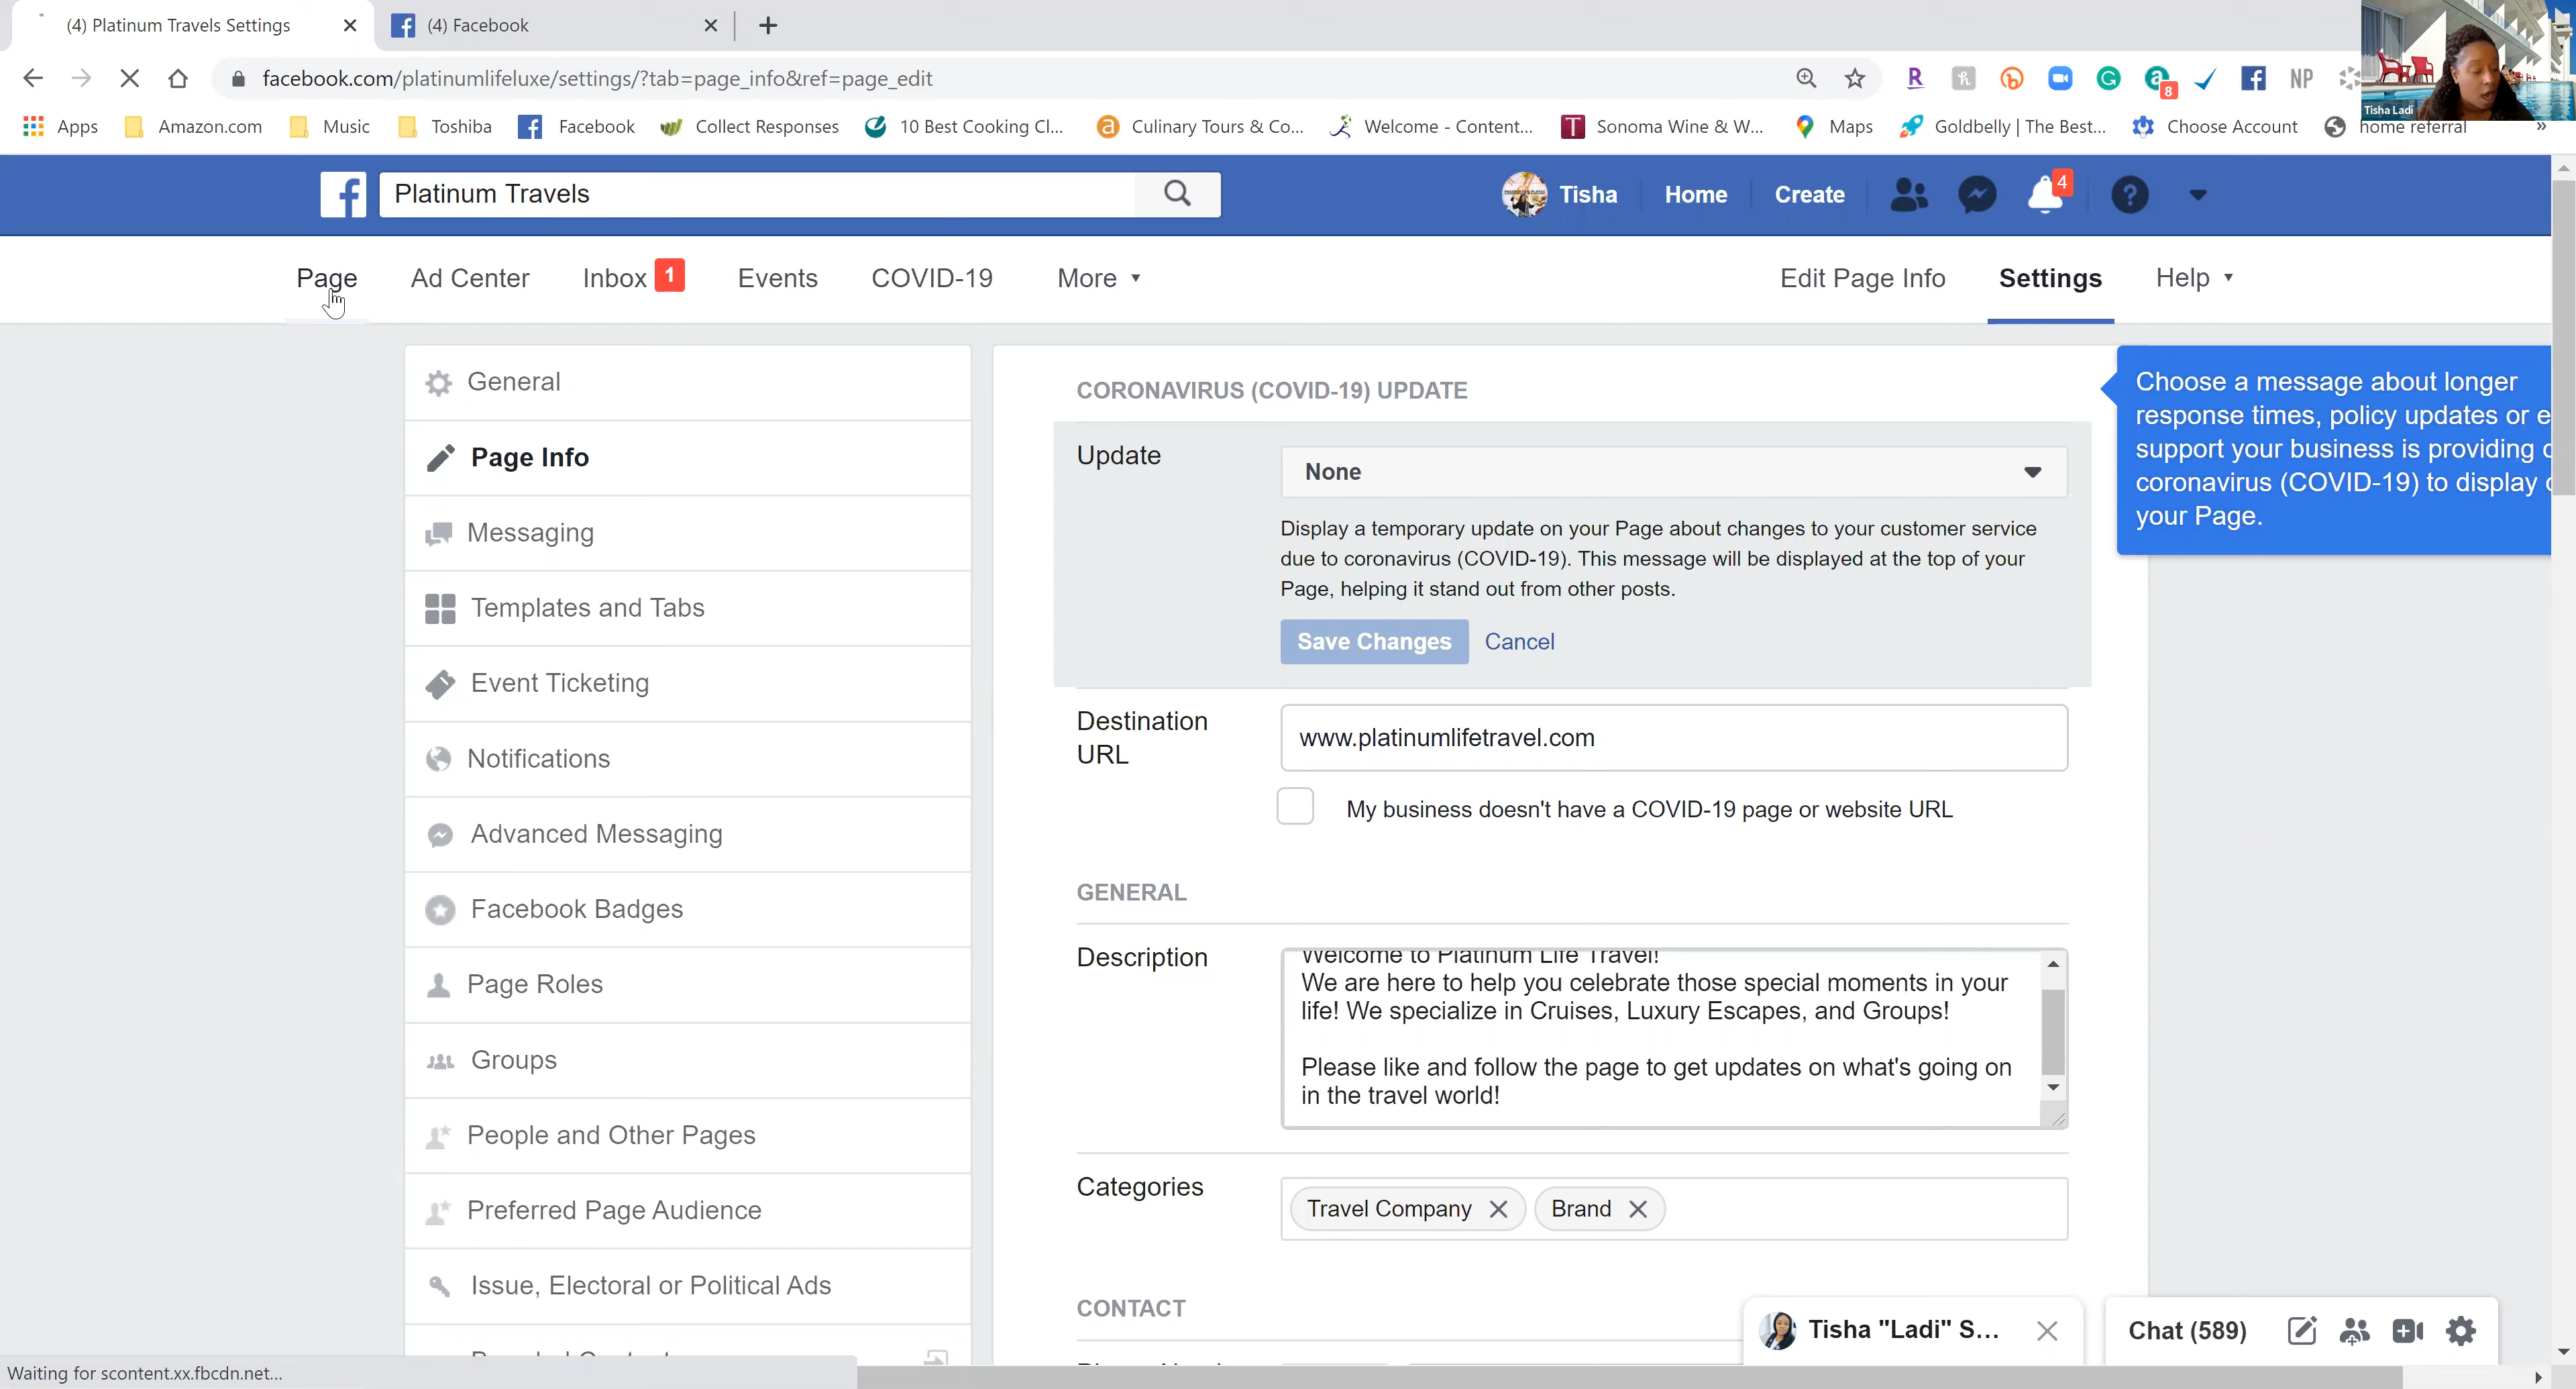 (4) Platinum Travels Settings
(4) Facebook
facebook.com/platinumlifeluxe/settings/?tab=page_info&ref=page_edit
8
NP
Tisha Ladi
Apps
Amazon.com
Music
Toshiba
Facebook
Collect Responses
10 Best Cooking Cl...
Culinary Tours & Co...
Welcome - Content...
Sonoma Wine & W...
Maps
Goldbelly | The Best...
Choose Account
home referral
»
Platinum Travels
Tisha
Home
Create
4
Page
Ad Center
Inbox 1
Events
COVID-19
More
Edit Page Info
Settings
Help
General
Page Info
Messaging
Templates and Tabs
Event Ticketing
Notifications
Advanced Messaging
Facebook Badges
Page Roles
Groups
People and Other Pages
Preferred Page Audience
Issue, Electoral or Political Ads
CORONAVIRUS (COVID-19) UPDATE
Update
None
Display a temporary update on your Page about changes to your customer service
due to coronavirus (COVID-19). This message will be displayed at the top of your
Page, helping it stand out from other posts.
Save Changes
Cancel
Choose a message about longer
response times, policy updates or e
support your business is providing
coronavirus (COVID-19) to display
your Page.
Destination
URL
www.platinumlifetravel.com
My business doesn't have a COVID-19 page or website URL
GENERAL
Description
Welcome to Platinum Life Travel!
We are here to help you celebrate those special moments in your
life! We specialize in Cruises, Luxury Escapes, and Groups!
Please like and follow the page to get updates on what's going on
in the travel world!
Categories
Travel Company
Brand
CONTACT
Tisha "Ladi" S...
Chat (589)
Waiting for scontent.xx.fbcdn.net...